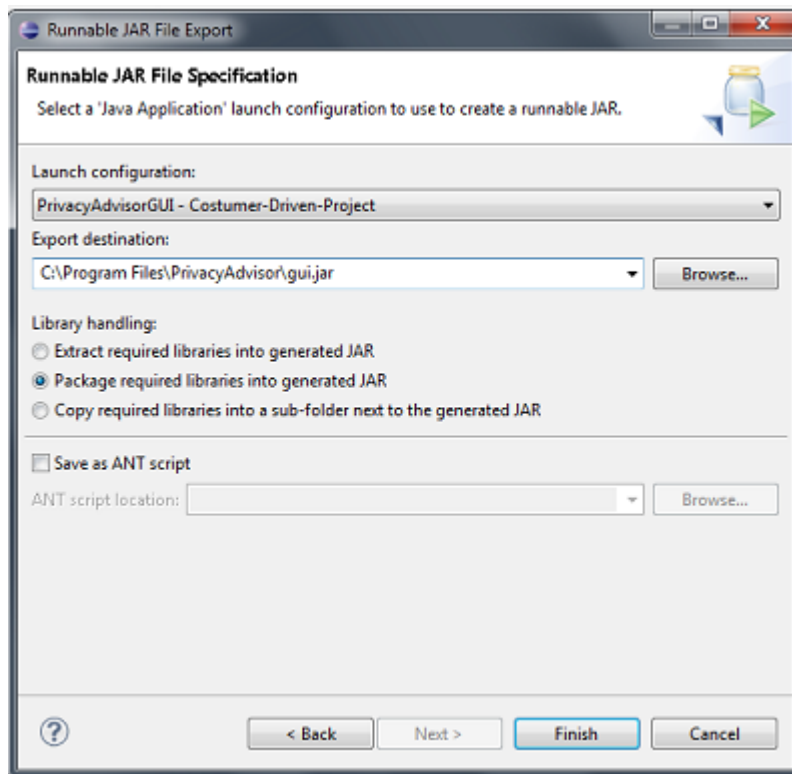 Runnable JAR File Export
Runnable JAR File Specification
Select a 'Java Application' launch configuration to use to create a runnable JAR.
Launch configuration:
PrivacyAdvisorGUI - Costumer-Driven-Project
Export destination:
C:\Program Files\PrivacyAdvisor\gui.jar
Browse...
Library handling:
Extract required libraries into generated JAR
Package required libraries into generated JAR
Copy required libraries into a sub-folder next to the generated JAR
Save as ANT script
ANT script location:
Browse...
< Back
Next >
Finish
Cancel